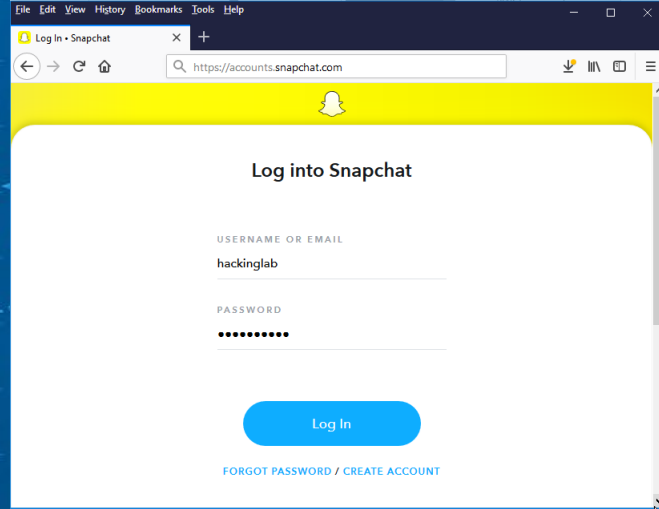 File Edit View History Bookmarks Tools Help
Log In • Snapchat
https://accounts.snapchat.com
Log into Snapchat
USERNAME OR EMAIL
hackinglab
PASSWORD
••••••••••
Log In
FORGOT PASSWORD / CREATE ACCOUNT